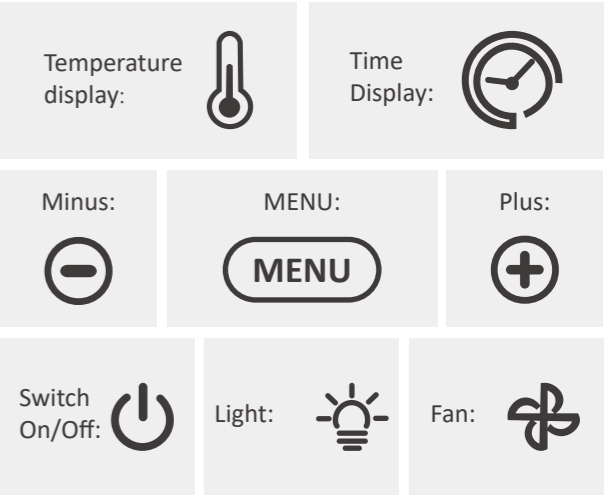 Temperature
display:
Time
Display:
Minus:
MENU:
Plus:
MENU
Switch
On/Off:
Light:
Fan: